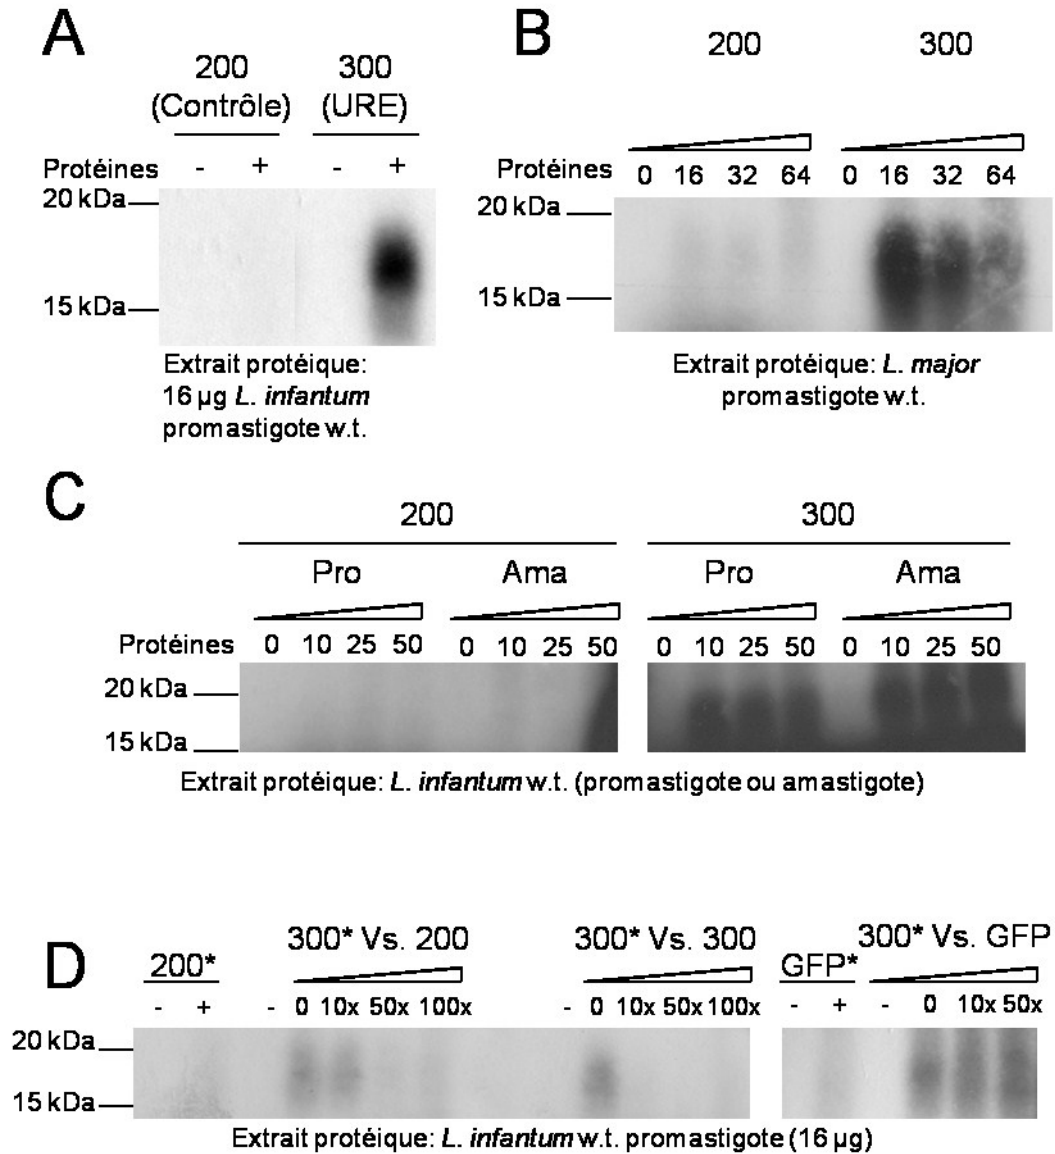 A
200 300
(Contrôle) (URE)
Protéines - + - +
20 kDa
15 kDa
Extrait protéique:
16 µg L. infantum
promastigote w.t.
B
200 300
Protéines 0 16 32 64 0 16 32 64
20 kDa
15 kDa
Extrait protéique: L. major
promastigote w.t.
C
200 300
Pro Ama Pro Ama
Protéines 0 10 25 50 0 10 25 50 0 10 25 50 0 10 25 50
20 kDa
15 kDa
Extrait protéique: L. infantum w.t. (promastigote ou amastigote)
D
200* 300* Vs. 200 300* Vs. 300 GFP* 300* Vs. GFP
- + - 0 10x 50x 100x - 0 10x 50x 100x - + - 0 10x 50x
20 kDa
15 kDa
Extrait protéique: L. infantum w.t. promastigote (16 µg)